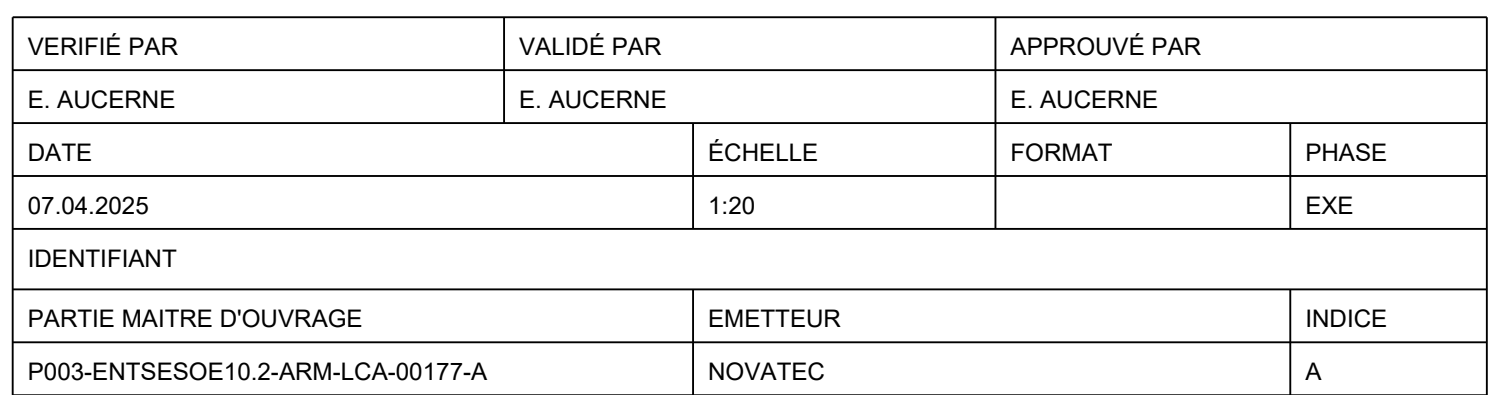 VERIFIÉ PAR VALIDÉ PAR APPROUVÉ PAR
E. AUCERNE E. AUCERNE E. AUCERNE
DATE ÉCHELLE FORMAT PHASE
07.04.2025 1:20 EXE
IDENTIFIANT
PARTIE MAITRE D'OUVRAGE EMETTEUR INDICE
P003-ENTSESOE10.2-ARM-LCA-00177-A NOVATEC A